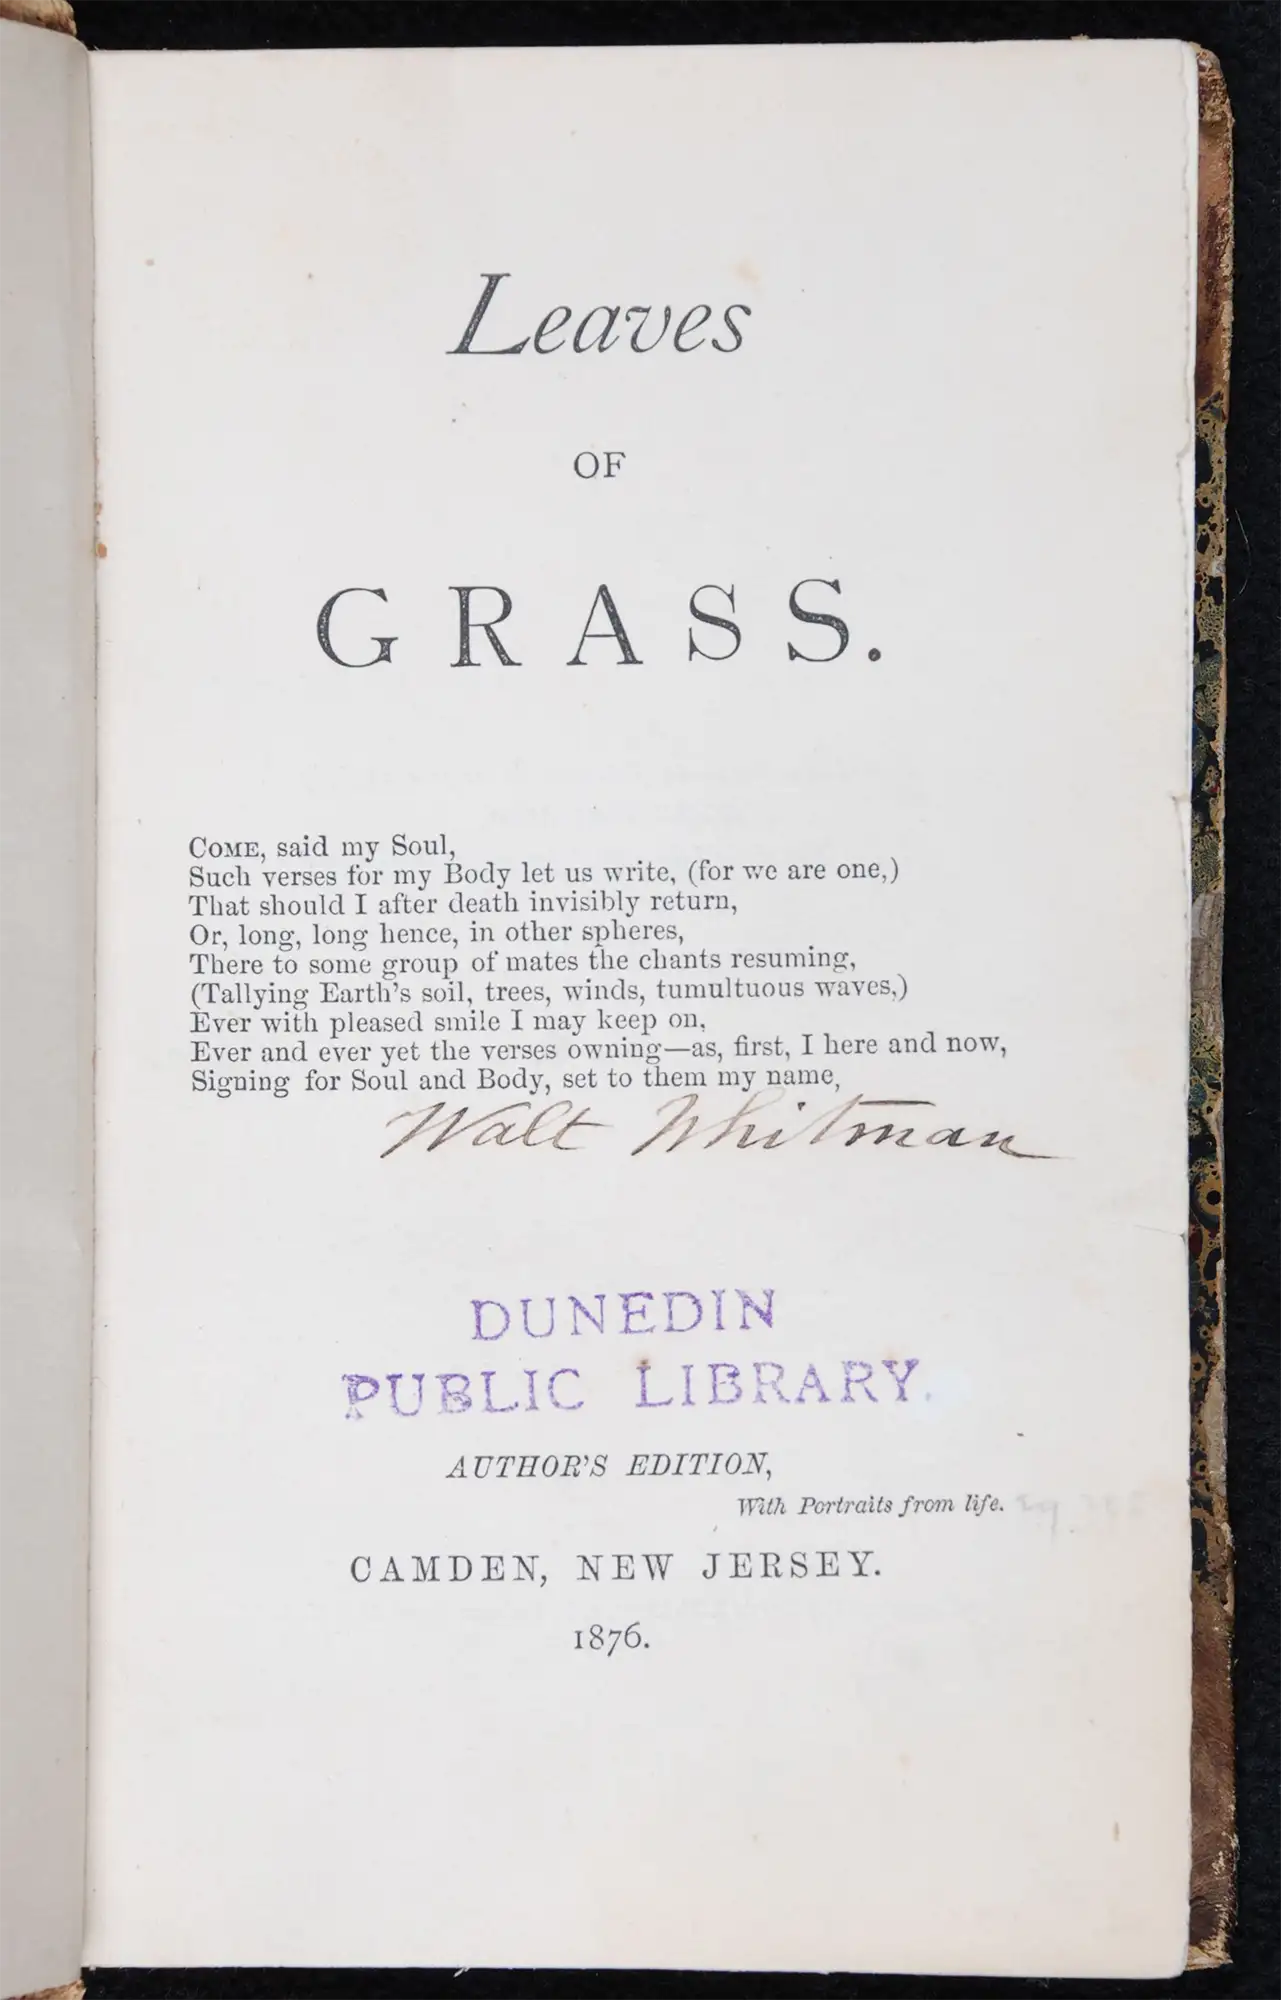 Leaves
OF
GRASS.
COME, said my Soul,
Such verses for my Body let us write, (for we are one,)
That should I after death invisibly return,
Or, long, long hence, in other spheres,
There to some group of mates the chants resuming,
(Tallying Earth's soil, trees, winds, tumultuous waves,)
Ever with pleased smile I may keep on,
Ever and ever yet the verses owning—as, first, I here and now,
Signing for Soul and Body, set to them my name,
Walt Whitman
DUNEDIN
PUBLIC LIBRARY.
AUTHOR'S EDITION,
With Portraits from life.
CAMDEN, NEW JERSEY.
1876.